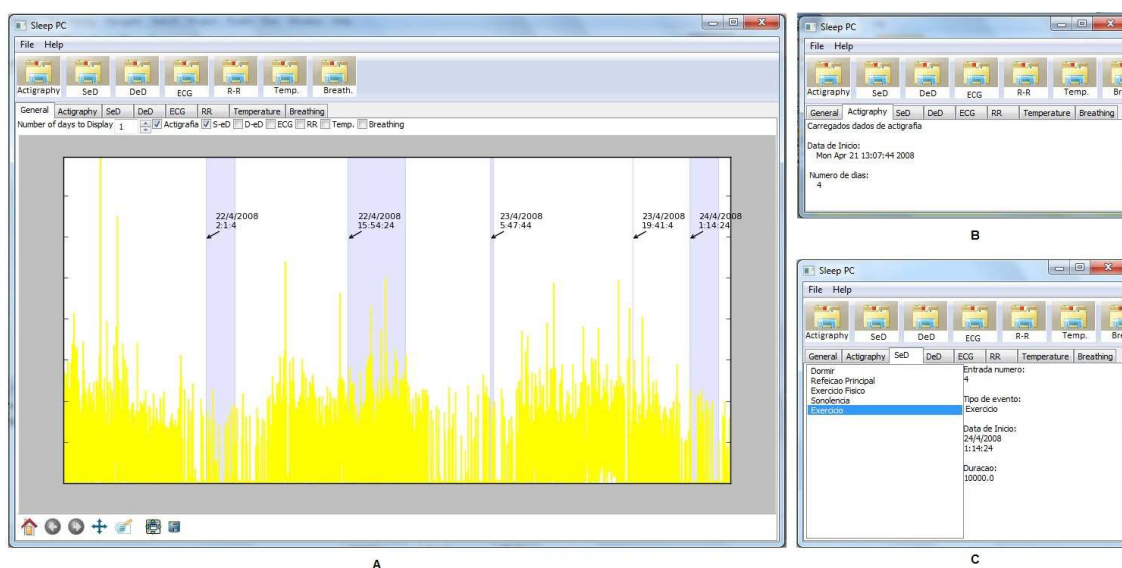 Sleep PC
File Help
Actigraphy SeD DeD ECG R-R Temp. Breath.
General Actigraphy SeD DeD ECG RR Temperature Breathing
Number of days to Display 1 Actigrafia S-eD D-eD ECG RR Temp. Breathing
22/4/2008
2:1:4
22/4/2008
15:54:24
23/4/2008
5:47:44
23/4/2008
19:41:4
24/4/2008
1:14:24
A
Sleep PC
File Help
Actigraphy SeD DeD ECG R-R Temp. Br
General Actigraphy SeD DeD ECG RR Temperature Breathing
Carregados dados de actigrafia
Data de Inicio:
Mon Apr 21 13:07:44 2008
Numero de dias:
4
B
Sleep PC
File Help
Actigraphy SeD DeD ECG R-R Temp. Bre
General Actigraphy SeD DeD ECG RR Temperature Breathing
Dormir
Refeicao Principal
Exercicio Fisico
Sonolencia
Exercicio
Entrada numero:
4
Tipo de evento:
Exercicio
Data de Inicio:
24/4/2008
1:14:24
Duracao:
10000.0
C